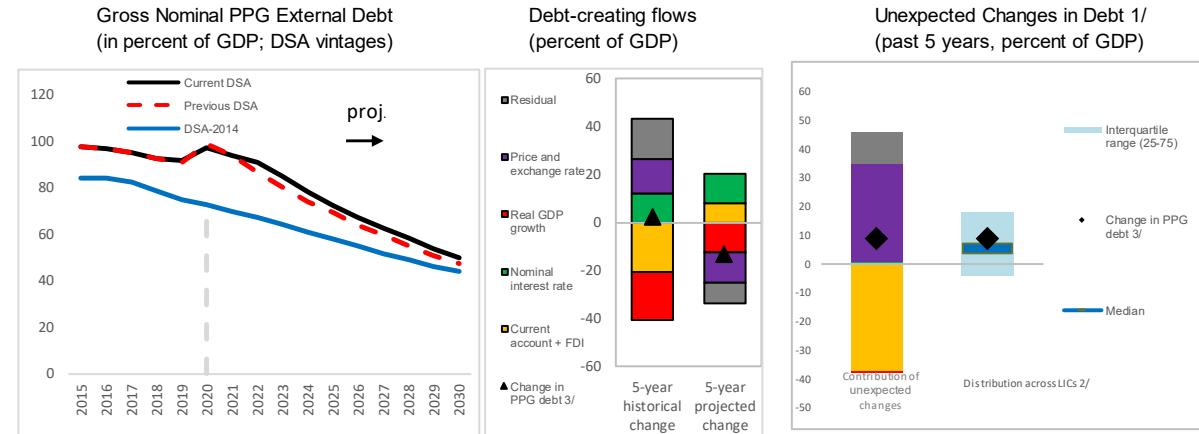 Gross Nominal PPG External Debt
(in percent of GDP; DSA vintages)
Current DSA
Previous DSA
DSA-2014
proj.
120
100
80
60
40
20
0
2015
2016
2017
2018
2019
2020
2021
2022
2023
2024
2025
2026
2027
2028
2029
2030
Debt-creating flows
(percent of GDP)
Residual
Price and
exchange rate
Real GDP
growth
Nominal
interest rate
Current
account + FDI
Change in
PPG debt 3/
60
40
20
0
-20
-40
-60
5-year
historical
change
5-year
projected
change
Unexpected Changes in Debt 1/
(past 5 years, percent of GDP)
60
50
40
30
20
10
0
-10
-20
-30
-40
-50
Contribution of
unexpected
changes
Distribution across LICs 2/
Interquartile
range (25-75)
Change in PPG
debt 3/
Median